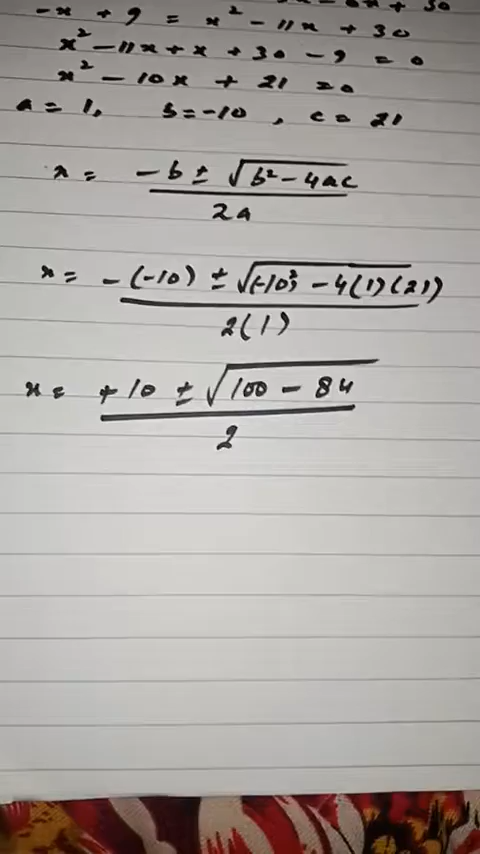 + 30
-x + 9 = x² - 11x + 30
x² - 11x + x + 30 - 9 = 0
x² - 10x + 21 = 0
a = 1, b = -10, c = 21
x = -b ± √b² - 4ac
2a
x = -(-10) ± √(-10)² - 4(1)(21)
2(1)
x = +10 ± √100 - 84
2